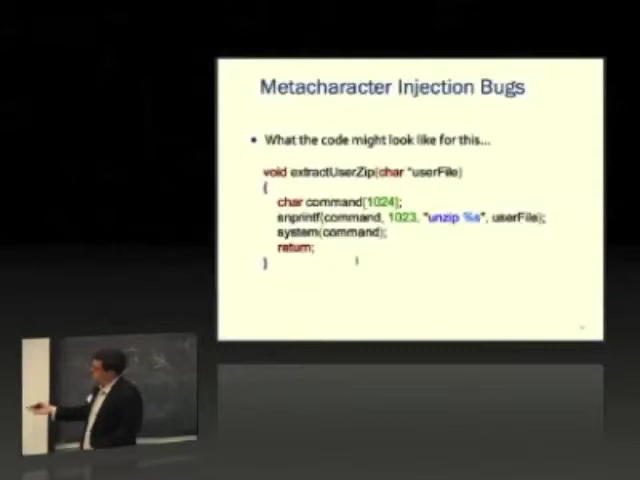 Metacharacter Injection Bugs
• What the code might look like for this...
void extractUserZip(char *userFile)
{
char command[1024];
snprintf(command, 1023, "unzip %s", userFile);
system(command);
return;
}